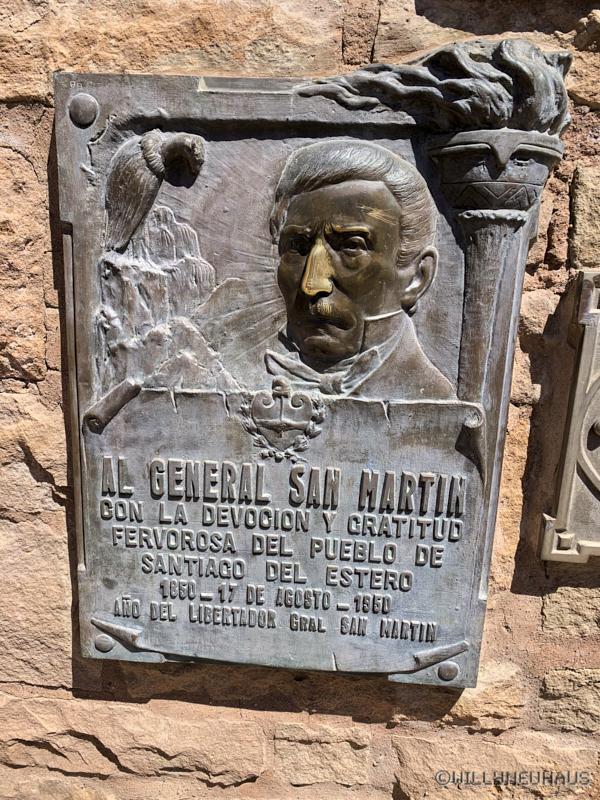 AL GENERAL SAN MARTIN
CON LA DEVOCION Y GRATITUD
FERVOROSA DEL PUEBLO DE
SANTIAGO DEL ESTERO
1850 - 17 DE AGOSTO - 1950
AÑO DEL LIBERTADOR GRAL SAN MARTIN
©WILLYNEUHAUS